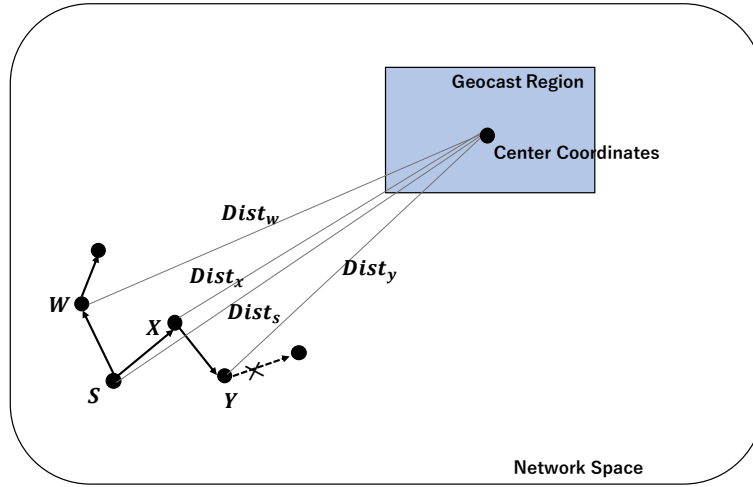 Geocast Region
Center Coordinates
Dist_w
Dist_x
Dist_y
Dist_s
W
X
S
Y
Network Space